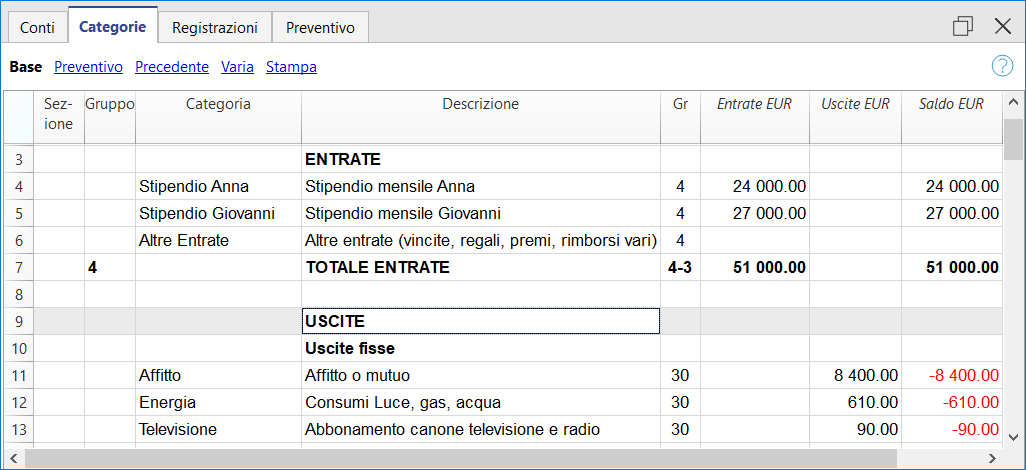 Conti Categorie Registrazioni Preventivo
Base Preventivo Precedente Varia Stampa ?
Sez-
ione Gruppo Categoria Descrizione Gr Entrate EUR Uscite EUR Saldo EUR
3 ENTRATE
4 Stipendio Anna Stipendio mensile Anna 4 24 000.00 24 000.00
5 Stipendio Giovanni Stipendio mensile Giovanni 4 27 000.00 27 000.00
6 Altre Entrate Altre entrate (vincite, regali, premi, rimborsi vari) 4
7 4 TOTALE ENTRATE 4-3 51 000.00 51 000.00
8
9 USCITE
10 Uscite fisse
11 Affitto Affitto o mutuo 30 8 400.00 -8 400.00
12 Energia Consumi Luce, gas, acqua 30 610.00 -610.00
13 Televisione Abbonamento canone televisione e radio 30 90.00 -90.00